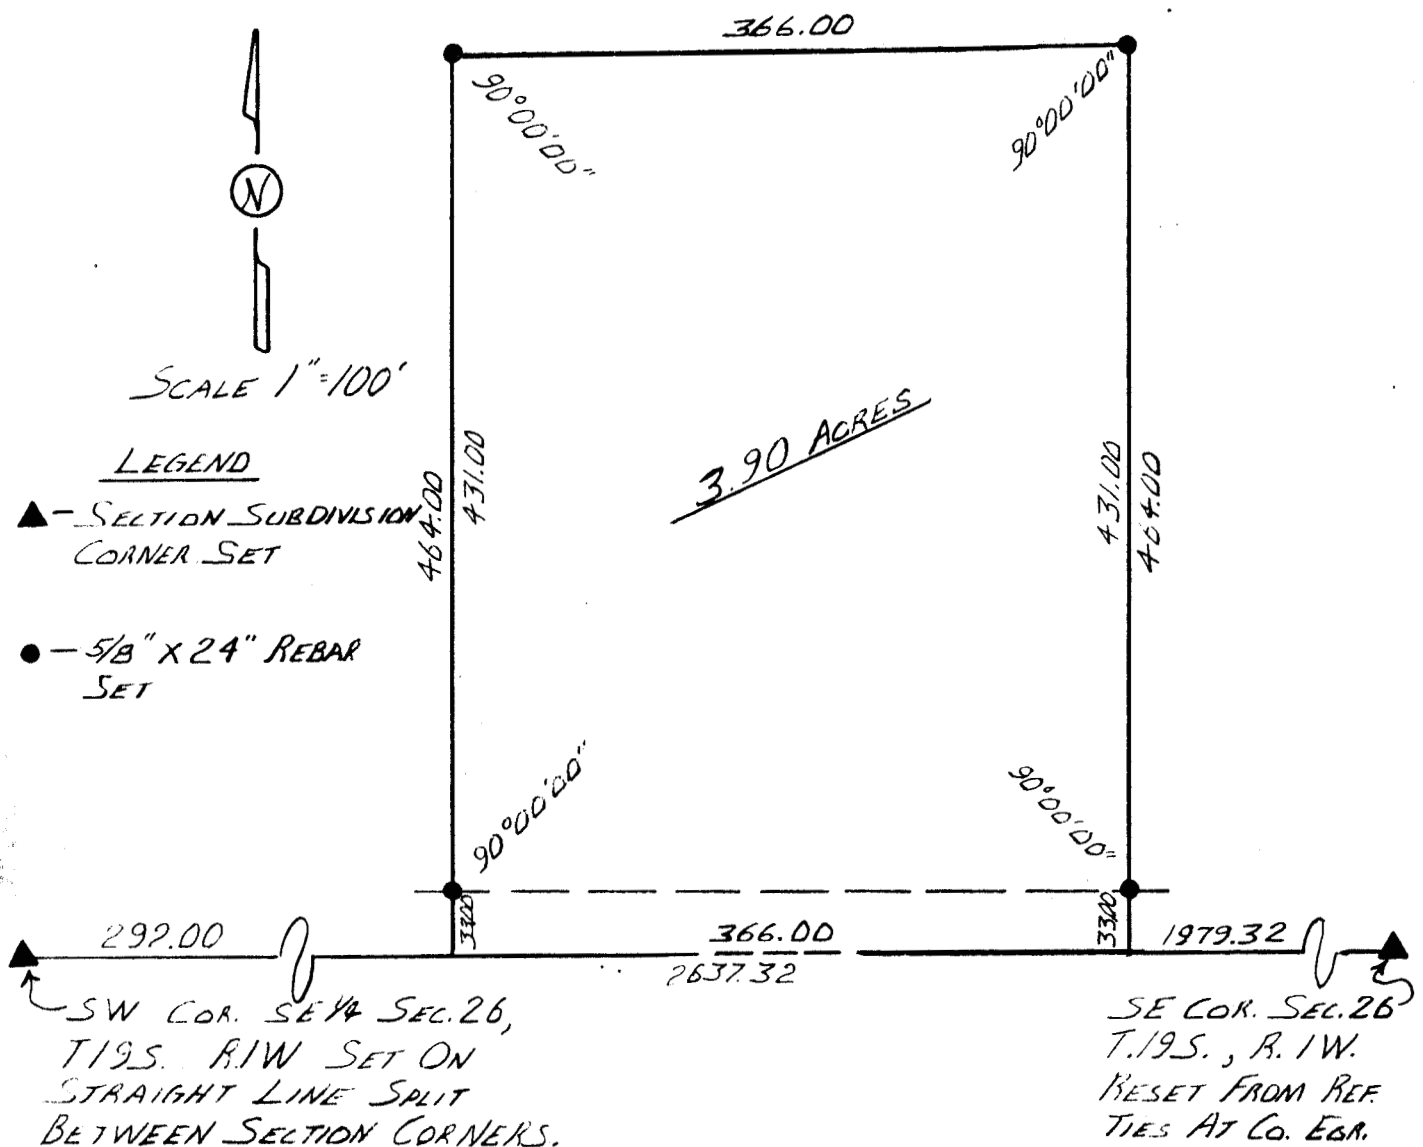 366.00
90°00'00"
90°00'00"
N
SCALE 1"=100'
LEGEND
▲ - SECTION SUBDIVISION
CORNER SET
● - 5/8" X 24" REBAR
SET
464.00
431.00
3.90 ACRES
431.00
464.00
90°00'00"
90°00'00"
33.00
33.00
292.00
366.00
1979.32
2637.32
SW COR. SE 1/4 SEC. 26,
T19S. R.1W SET ON
STRAIGHT LINE SPLIT
BETWEEN SECTION CORNERS.
SE COR. SEC. 26
T.19S., R. 1W.
RESET FROM REF.
TIES AT CO. EGR.